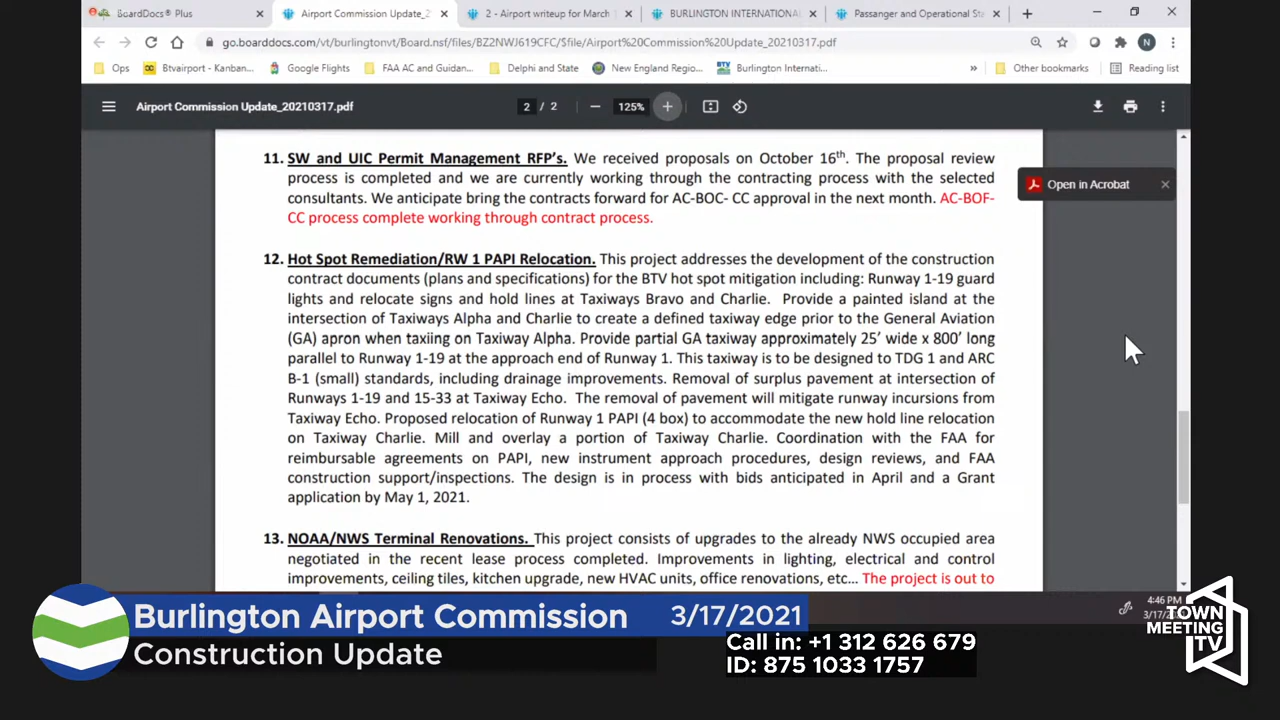 BoardDocs® Plus
Airport Commission Update_2
2 - Airport writeup for March
BURLINGTON INTERNATIONAL
Passanger and Operational Sta
go.boarddocs.com/vt/burlingtonvt/Board.nsf/files/BZ2NWJ619CFC/$file/Airport%20Commission%20Update_20210317.pdf
N
Ops
Btvairport - Kanban...
Google Flights
FAA AC and Guidan...
Delphi and State
New England Regio...
BTV
Burlington Internati...
»
Other bookmarks
Reading list
Airport Commission Update_20210317.pdf
2 / 2
125%
Open in Acrobat
11. SW and UIC Permit Management RFP's. We received proposals on October 16th. The proposal review
process is completed and we are currently working through the contracting process with the selected
consultants. We anticipate bring the contracts forward for AC-BOC- CC approval in the next month. AC-BOF-
CC process complete working through contract process.
12. Hot Spot Remediation/RW 1 PAPI Relocation. This project addresses the development of the construction
contract documents (plans and specifications) for the BTV hot spot mitigation including: Runway 1-19 guard
lights and relocate signs and hold lines at Taxiways Bravo and Charlie. Provide a painted island at the
intersection of Taxiways Alpha and Charlie to create a defined taxiway edge prior to the General Aviation
(GA) apron when taxiing on Taxiway Alpha. Provide partial GA taxiway approximately 25' wide x 800' long
parallel to Runway 1-19 at the approach end of Runway 1. This taxiway is to be designed to TDG 1 and ARC
B-1 (small) standards, including drainage improvements. Removal of surplus pavement at intersection of
Runways 1-19 and 15-33 at Taxiway Echo. The removal of pavement will mitigate runway incursions from
Taxiway Echo. Proposed relocation of Runway 1 PAPI (4 box) to accommodate the new hold line relocation
on Taxiway Charlie. Mill and overlay a portion of Taxiway Charlie. Coordination with the FAA for
reimbursable agreements on PAPI, new instrument approach procedures, design reviews, and FAA
construction support/inspections. The design is in process with bids anticipated in April and a Grant
application by May 1, 2021.
13. NOAA/NWS Terminal Renovations. This project consists of upgrades to the already NWS occupied area
negotiated in the recent lease process completed. Improvements in lighting, electrical and control
improvements, ceiling tiles, kitchen upgrade, new HVAC units, office renovations, etc... The project is out to
4:46 PM
Burlington Airport Commission
3/17/2021
Construction Update
Call in: +1 312 626 679
ID: 875 1033 1757
TOWN
MEETING
TV